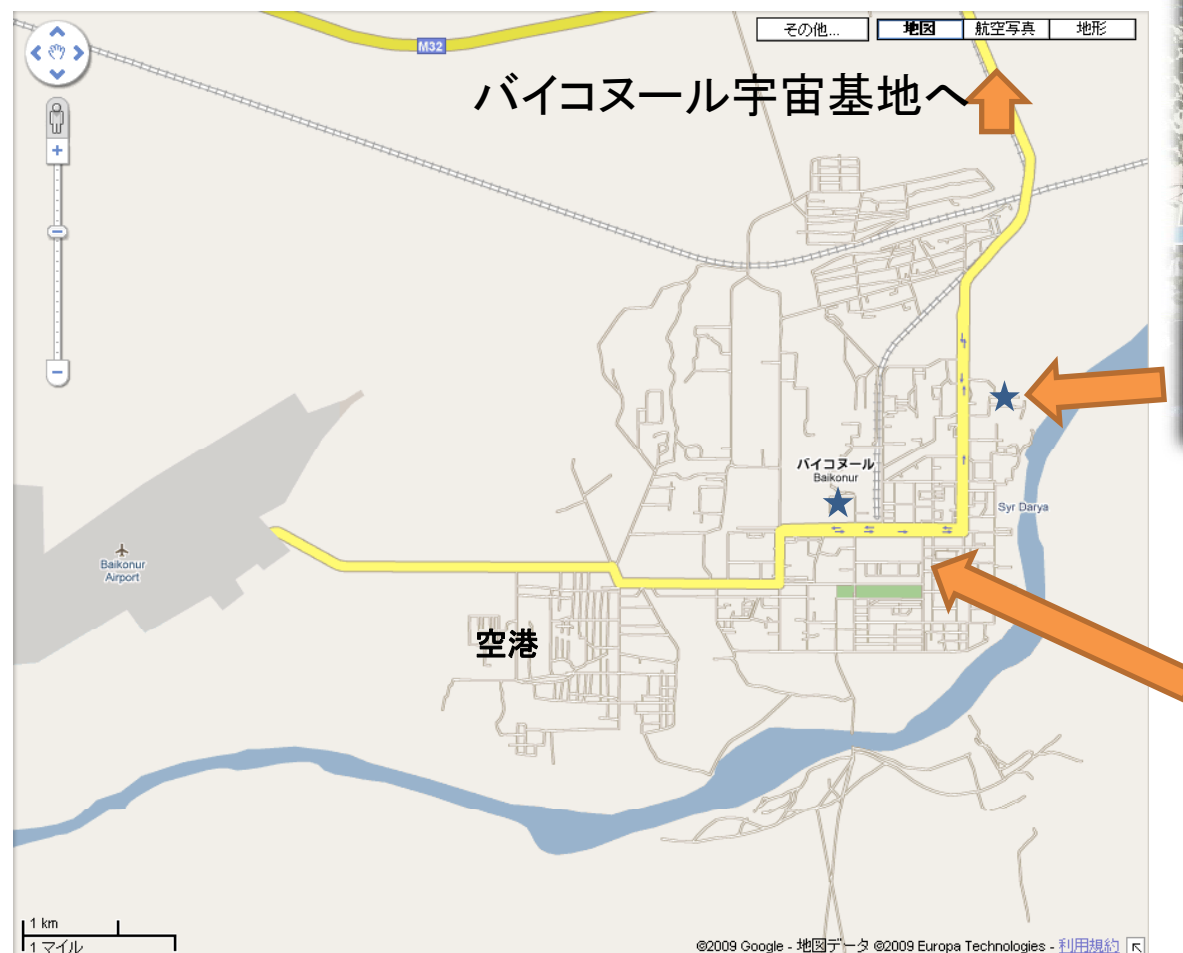 その他...
地図
航空写真
地形
M32
バイコヌール宇宙基地へ
バイコヌール
Baikonur
Syr Darya
Baikonur
Airport
空港
1 km
1 マイル
©2009 Google - 地図データ ©2009 Europa Technologies - 利用規約